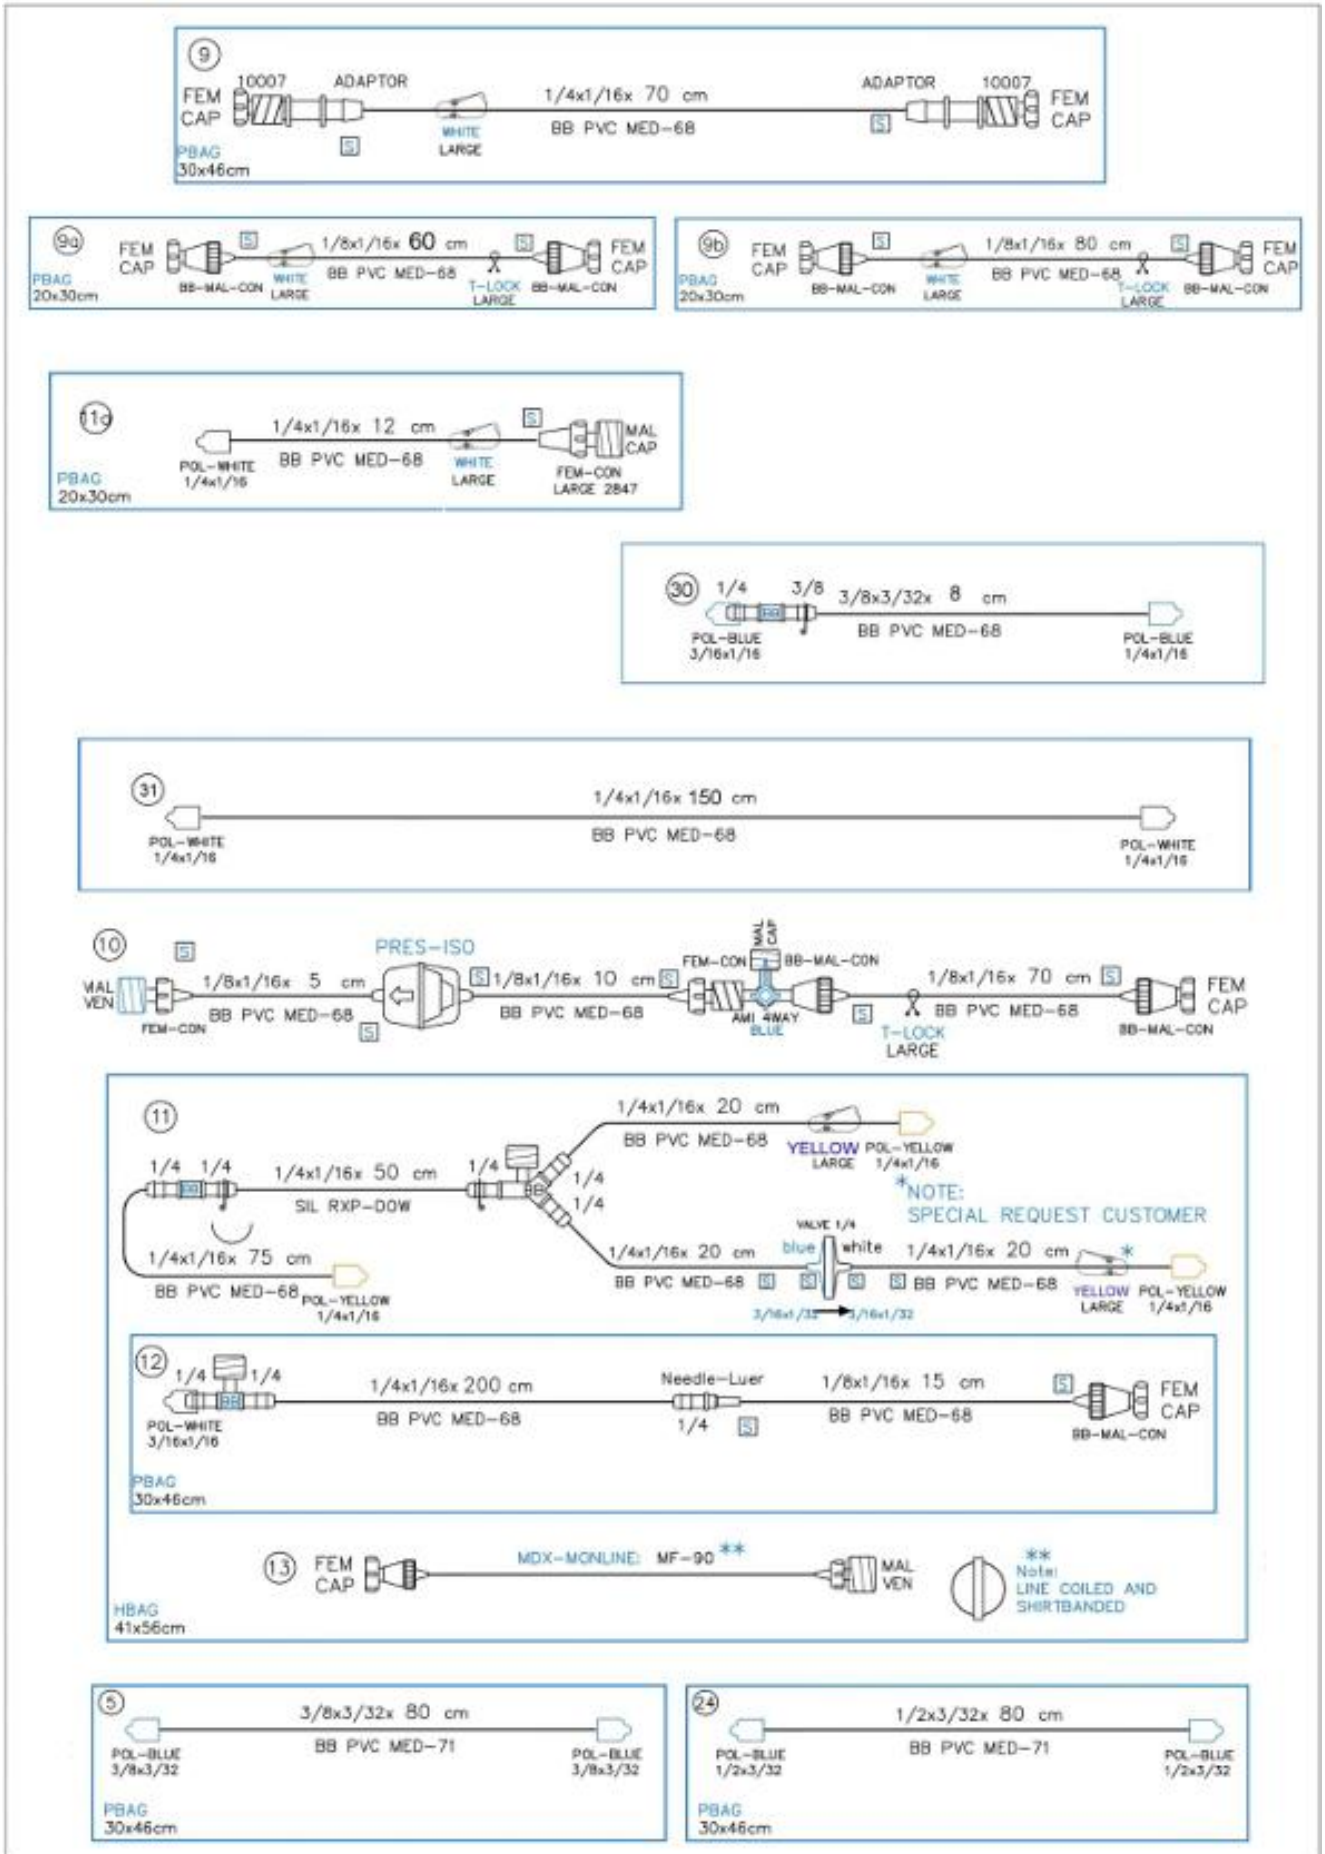 9
10007 ADAPTOR 1/4x1/16x 70 cm ADAPTOR 10007
FEM CAP BB PVC MED-68 FEM CAP
S WHITE LARGE S
PBAG
30x46cm
9a
FEM CAP S 1/8x1/16x 60 cm S FEM CAP
BB-MAL-CON WHITE LARGE BB PVC MED-68 T-LOCK LARGE BB-MAL-CON
PBAG
20x30cm
9b
FEM CAP S 1/8x1/16x 80 cm S FEM CAP
BB-MAL-CON WHITE LARGE BB PVC MED-68 T-LOCK LARGE BB-MAL-CON
PBAG
20x30cm
11a
1/4x1/16x 12 cm S MAL CAP
POL-WHITE 1/4x1/16 BB PVC MED-68 WHITE LARGE FEM-CON LARGE 2847
PBAG
20x30cm
30
1/4 3/8 3/8x3/32x 8 cm
BB
POL-BLUE 3/16x1/16 BB PVC MED-68 POL-BLUE 1/4x1/16
31
1/4x1/16x 150 cm
POL-WHITE 1/4x1/16 BB PVC MED-68 POL-WHITE 1/4x1/16
10
S PRES-ISO MAL CAP
MAL VEN 1/8x1/16x 5 cm S 1/8x1/16x 10 cm S FEM-CON BB-MAL-CON 1/8x1/16x 70 cm S FEM CAP
FEM-CON BB PVC MED-68 S BB PVC MED-68 AMI 4WAY BLUE S T-LOCK LARGE BB PVC MED-68 BB-MAL-CON
11
1/4x1/16x 20 cm
BB PVC MED-68 YELLOW LARGE POL-YELLOW 1/4x1/16
1/4 1/4 1/4x1/16x 50 cm 1/4 1/4
BB SIL RXP-DOW BB 1/4
*NOTE:
SPECIAL REQUEST CUSTOMER
1/4x1/16x 75 cm
BB PVC MED-68 POL-YELLOW 1/4x1/16
VALVE 1/4
1/4x1/16x 20 cm blue white 1/4x1/16x 20 cm *
BB PVC MED-68 S S S S BB PVC MED-68 YELLOW LARGE POL-YELLOW 1/4x1/16
3/16x1/32 3/16x1/32
12
1/4 1/4 1/4x1/16x 200 cm Needle-Luer 1/8x1/16x 15 cm S FEM CAP
BB
POL-WHITE 3/16x1/16 BB PVC MED-68 1/4 S BB PVC MED-68 BB-MAL-CON
PBAG
30x46cm
13
FEM CAP MDX-MONLINE: MF-90 ** MAL VEN
**
Note:
LINE COILED AND
SHIRTBANDED
HBAG
41x56cm
5
3/8x3/32x 80 cm
POL-BLUE 3/8x3/32 BB PVC MED-71 POL-BLUE 3/8x3/32
PBAG
30x46cm
24
1/2x3/32x 80 cm
POL-BLUE 1/2x3/32 BB PVC MED-71 POL-BLUE 1/2x3/32
PBAG
30x46cm